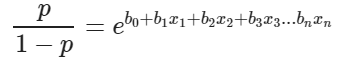 p/(1 − p) = e^{b₀+b₁x₁+b₂x₂+b₃x₃...bₙxₙ}